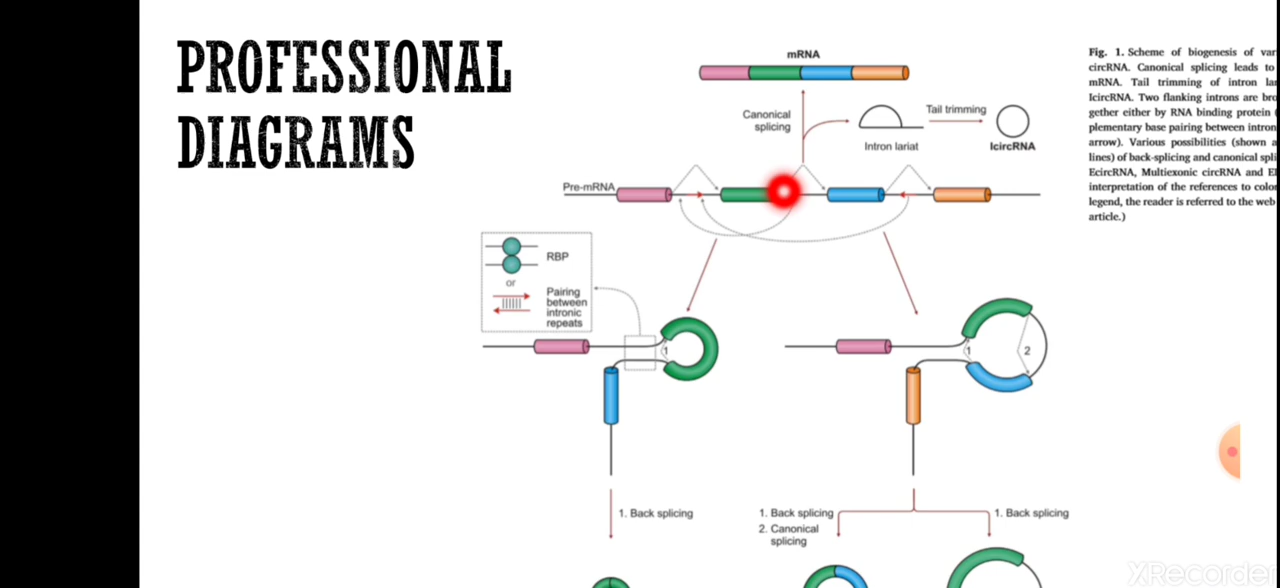 PROFESSIONAL
DIAGRAMS
mRNA
Canonical
splicing
Tail trimming
Intron lariat
IcircRNA
Pre-mRNA
RBP
or
Pairing
between
intronic
repeats
1
1
2
1. Back splicing
1. Back splicing
2. Canonical
splicing
1. Back splicing
Fig. 1. Scheme of biogenesis of var
circRNA. Canonical splicing leads to
mRNA. Tail trimming of intron la
IcircRNA. Two flanking introns are bro
gether either by RNA binding protein
plementary base pairing between intron
arrow). Various possibilities (shown a
lines) of back-splicing and canonical spli
EcircRNA, Multiexonic circRNA and E
interpretation of the references to colo
legend, the reader is referred to the web
article.)
XRecorder